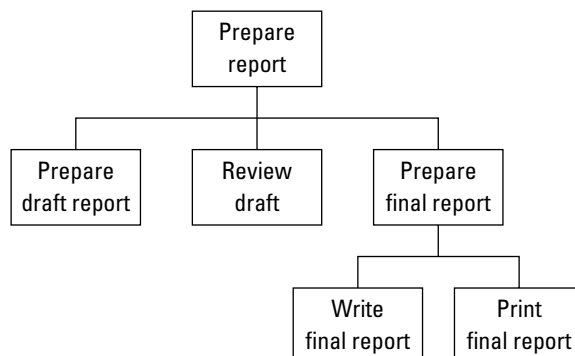 Prepare
report
Prepare
draft report
Review
draft
Prepare
final report
Write
final report
Print
final report